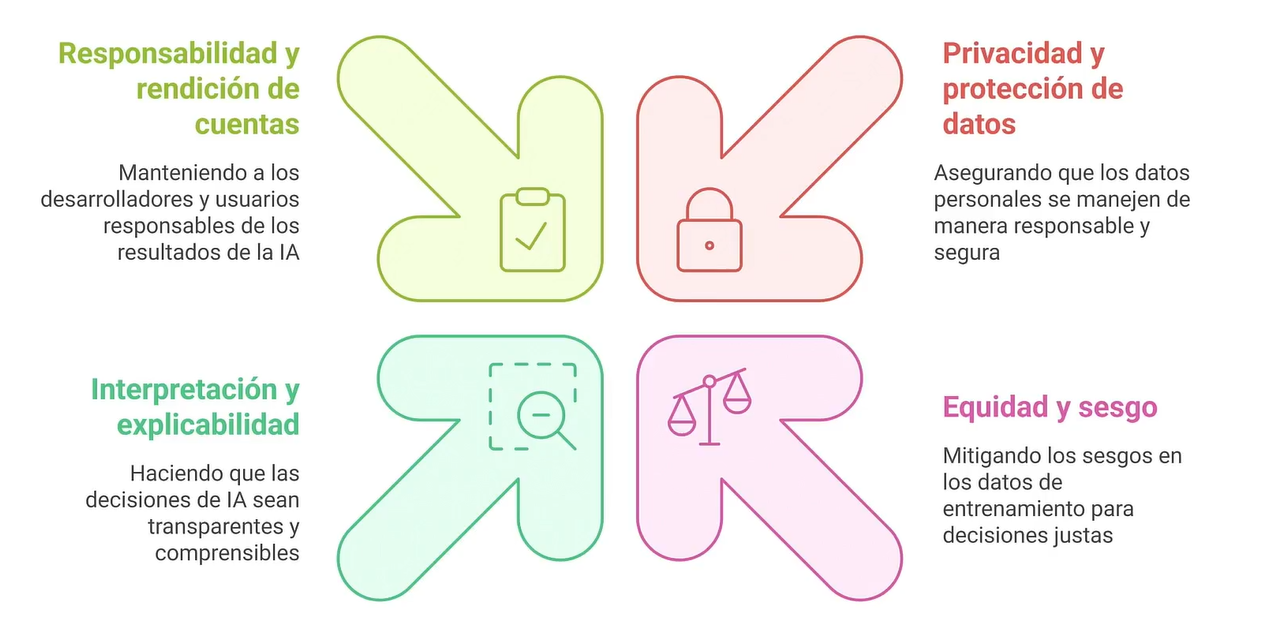 Responsabilidad y
rendición de
cuentas
Manteniendo a los
desarrolladores y usuarios
responsables de los
resultados de la IA
Privacidad y
protección de
datos
Asegurando que los datos
personales se manejen de
manera responsable y
segura
Interpretación y
explicabilidad
Haciendo que las
decisiones de IA sean
transparentes y
comprensibles
Equidad y sesgo
Mitigando los sesgos en
los datos de
entrenamiento para
decisiones justas